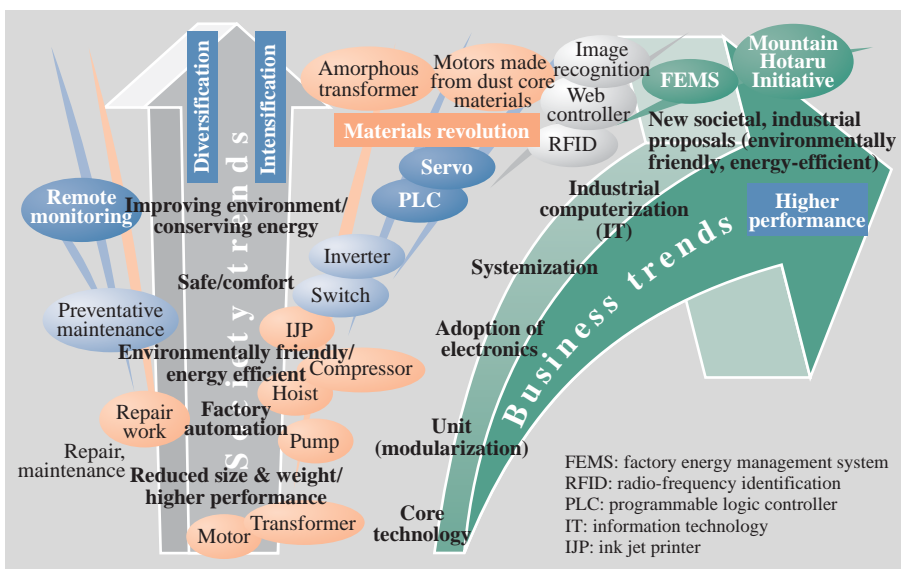 Diversification
Intensification
Society trends
Amorphous
transformer
Motors made
from dust core
materials
Image
recognition
Web
controller
RFID
FEMS
Mountain
Hotaru
Initiative
Materials revolution
New societal, industrial
proposals (environmentally
friendly, energy-efficient)
Servo
PLC
Remote
monitoring
Improving environment/
conserving energy
Industrial
computerization
(IT)
Higher
performance
Inverter
Switch
Safe/comfort
Systemization
Business trends
Preventative
maintenance
IJP
Environmentally friendly/
energy efficient
Compressor
Hoist
Adoption of
electronics
Repair
work
Factory
automation
Pump
Unit
(modularization)
Repair,
maintenance
Reduced size & weight/
higher performance
Motor
Transformer
Core
technology
FEMS: factory energy management system
RFID: radio-frequency identification
PLC: programmable logic controller
IT: information technology
IJP: ink jet printer